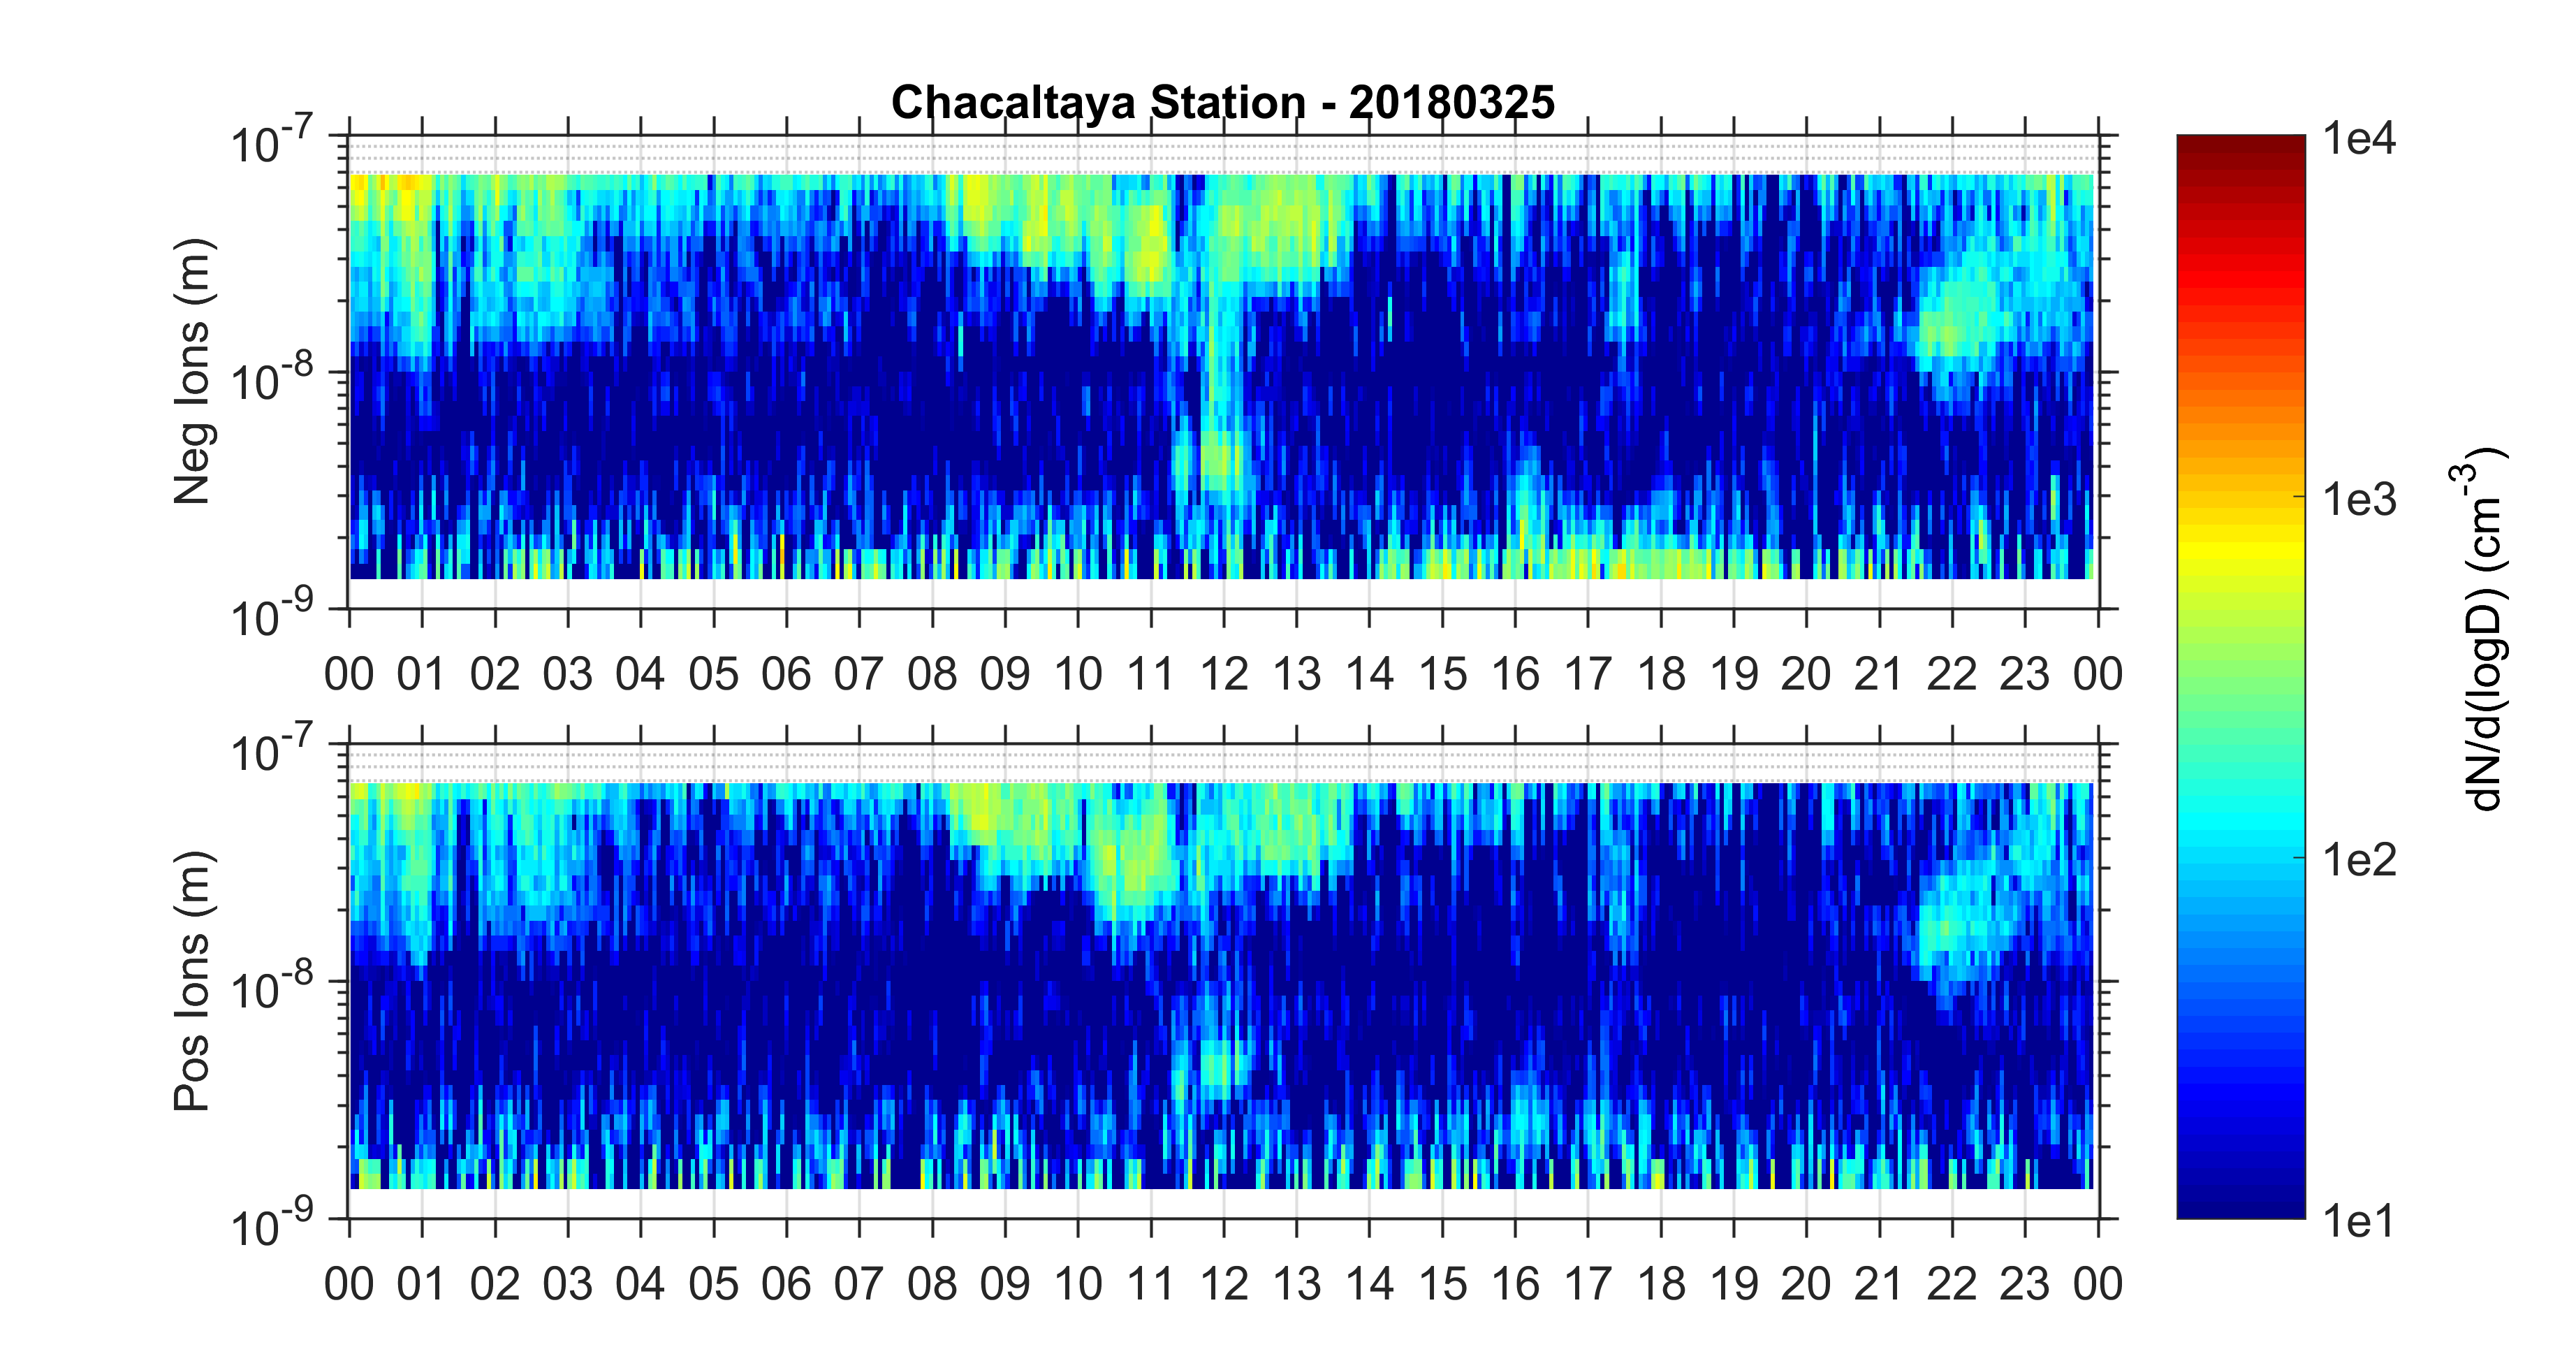 Chacaltaya Station - 20180325
10-7
10-8
10-9
Neg Ions (m)
00 01 02 03 04 05 06 07 08 09 10 11 12 13 14 15 16 17 18 19 20 21 22 23 00
10-7
10-8
10-9
Pos Ions (m)
00 01 02 03 04 05 06 07 08 09 10 11 12 13 14 15 16 17 18 19 20 21 22 23 00
1e4
1e3
1e2
1e1
dN/d(logD) (cm-3)